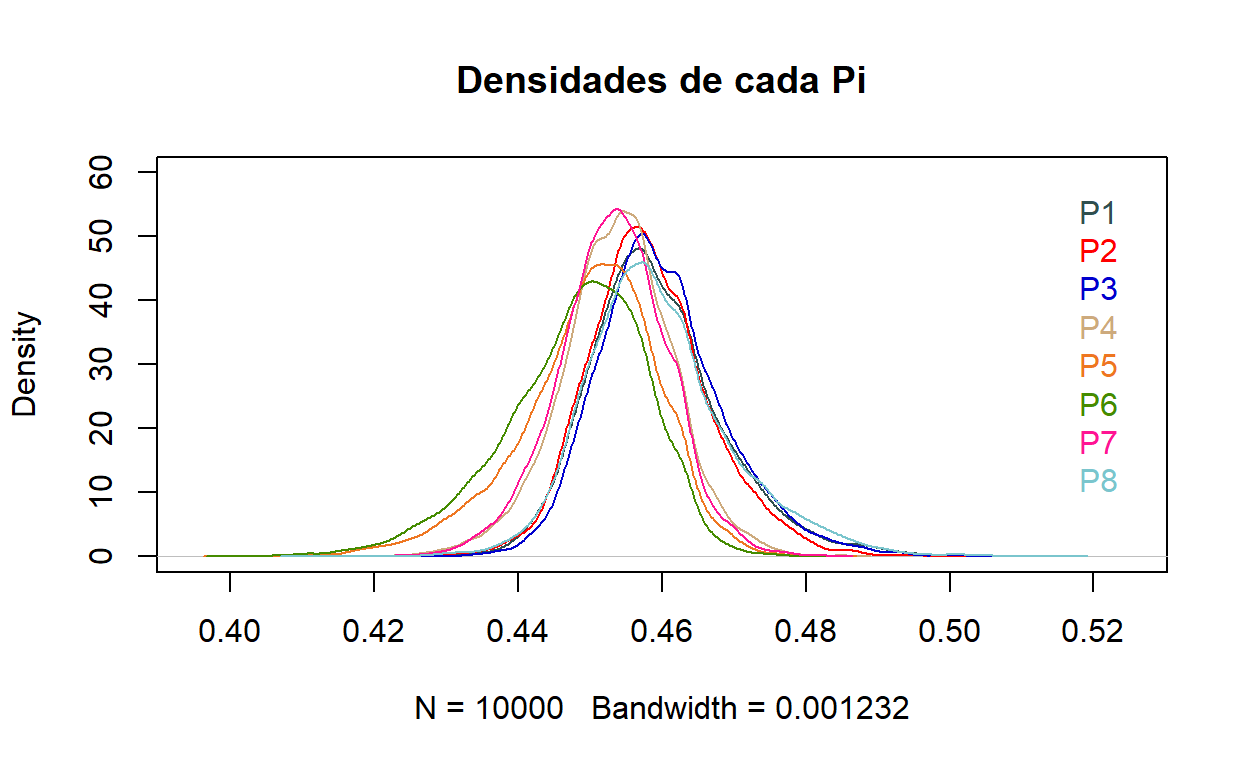 Densidades de cada Pi
60
50
40
30
20
10
0
Density
P1
P2
P3
P4
P5
P6
P7
P8
0.40 0.42 0.44 0.46 0.48 0.50 0.52
N = 10000 Bandwidth = 0.001232